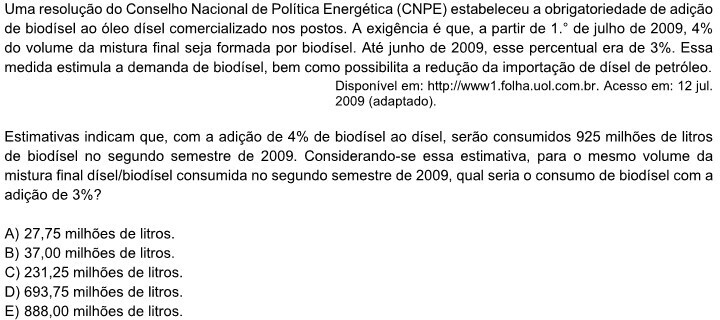 Uma resolução do Conselho Nacional de Política Energética (CNPE) estabeleceu a obrigatoriedade de adição
de biodísel ao óleo dísel comercializado nos postos. A exigência é que, a partir de 1.° de julho de 2009, 4%
do volume da mistura final seja formada por biodísel. Até junho de 2009, esse percentual era de 3%. Essa
medida estimula a demanda de biodísel, bem como possibilita a redução da importação de dísel de petróleo.
Disponível em: http://www1.folha.uol.com.br. Acesso em: 12 jul.
2009 (adaptado).
Estimativas indicam que, com a adição de 4% de biodísel ao dísel, serão consumidos 925 milhões de litros
de biodísel no segundo semestre de 2009. Considerando-se essa estimativa, para o mesmo volume da
mistura final dísel/biodísel consumida no segundo semestre de 2009, qual seria o consumo de biodísel com a
adição de 3%?
A) 27,75 milhões de litros.
B) 37,00 milhões de litros.
C) 231,25 milhões de litros.
D) 693,75 milhões de litros.
E) 888,00 milhões de litros.